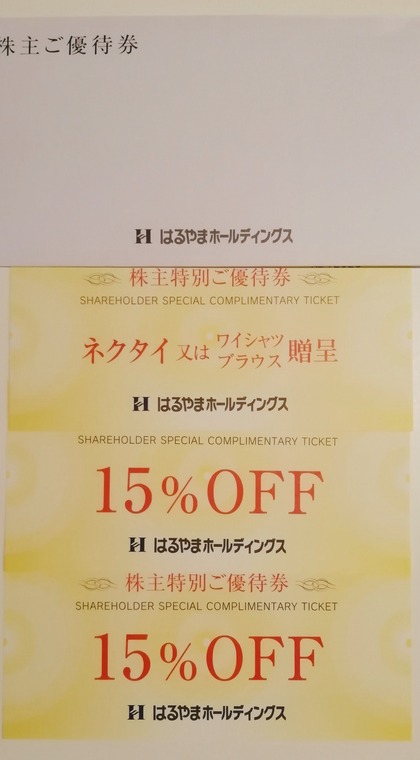 株主ご優待券
はるやまホールディングス
株主特別ご優待券
SHAREHOLDER SPECIAL COMPLIMENTARY TICKET
ネクタイ又はワイシャツ
ブラウス贈呈
はるやまホールディングス
SHAREHOLDER SPECIAL COMPLIMENTARY TICKET
15%OFF
はるやまホールディングス
株主特別ご優待券
SHAREHOLDER SPECIAL COMPLIMENTARY TICKET
15%OFF
はるやまホールディングス